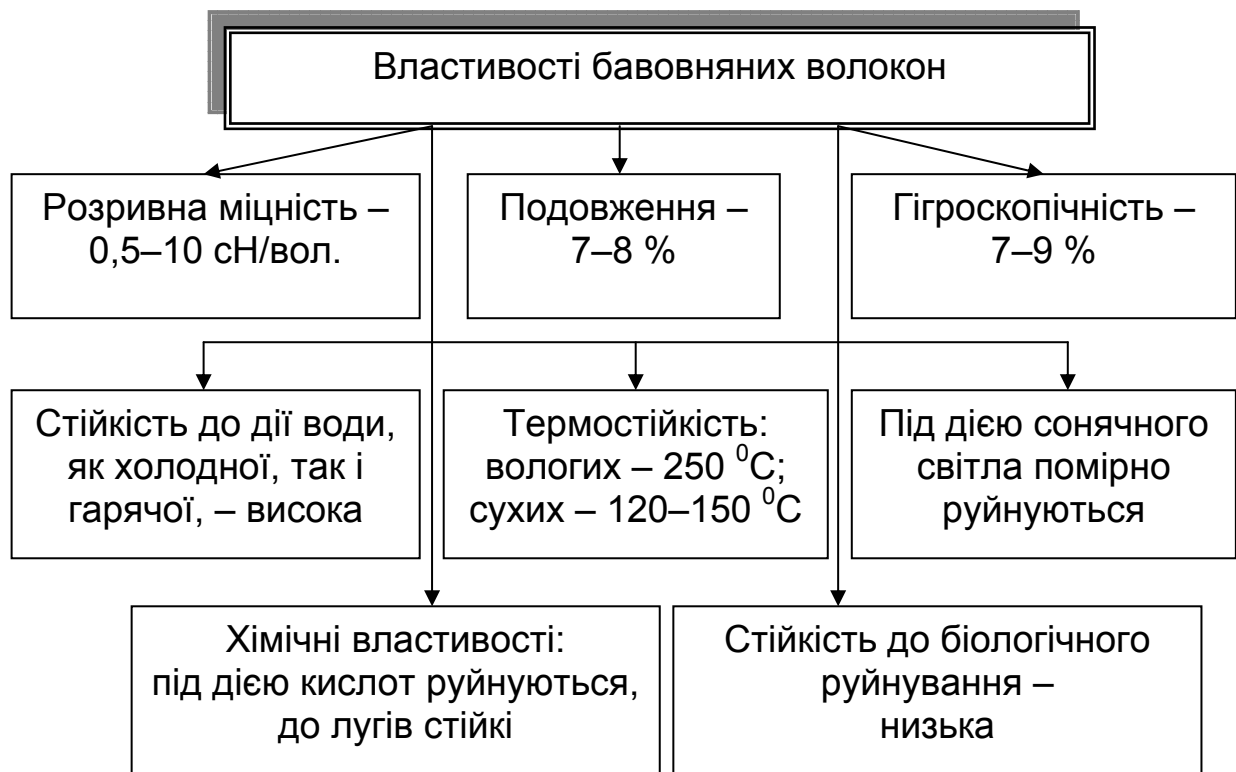 Властивості бавовняних волокон
Розривна міцність –
0,5–10 сН/вол.
Подовження –
7–8 %
Гігроскопічність –
7–9 %
Стійкість до дії води,
як холодної, так і
гарячої, – висока
Термостійкість:
вологих – 250 ⁰С;
сухих – 120–150 ⁰С
Під дією сонячного
світла помірно
руйнуються
Хімічні властивості:
під дією кислот руйнуються,
до лугів стійкі
Стійкість до біологічного
руйнування –
низька